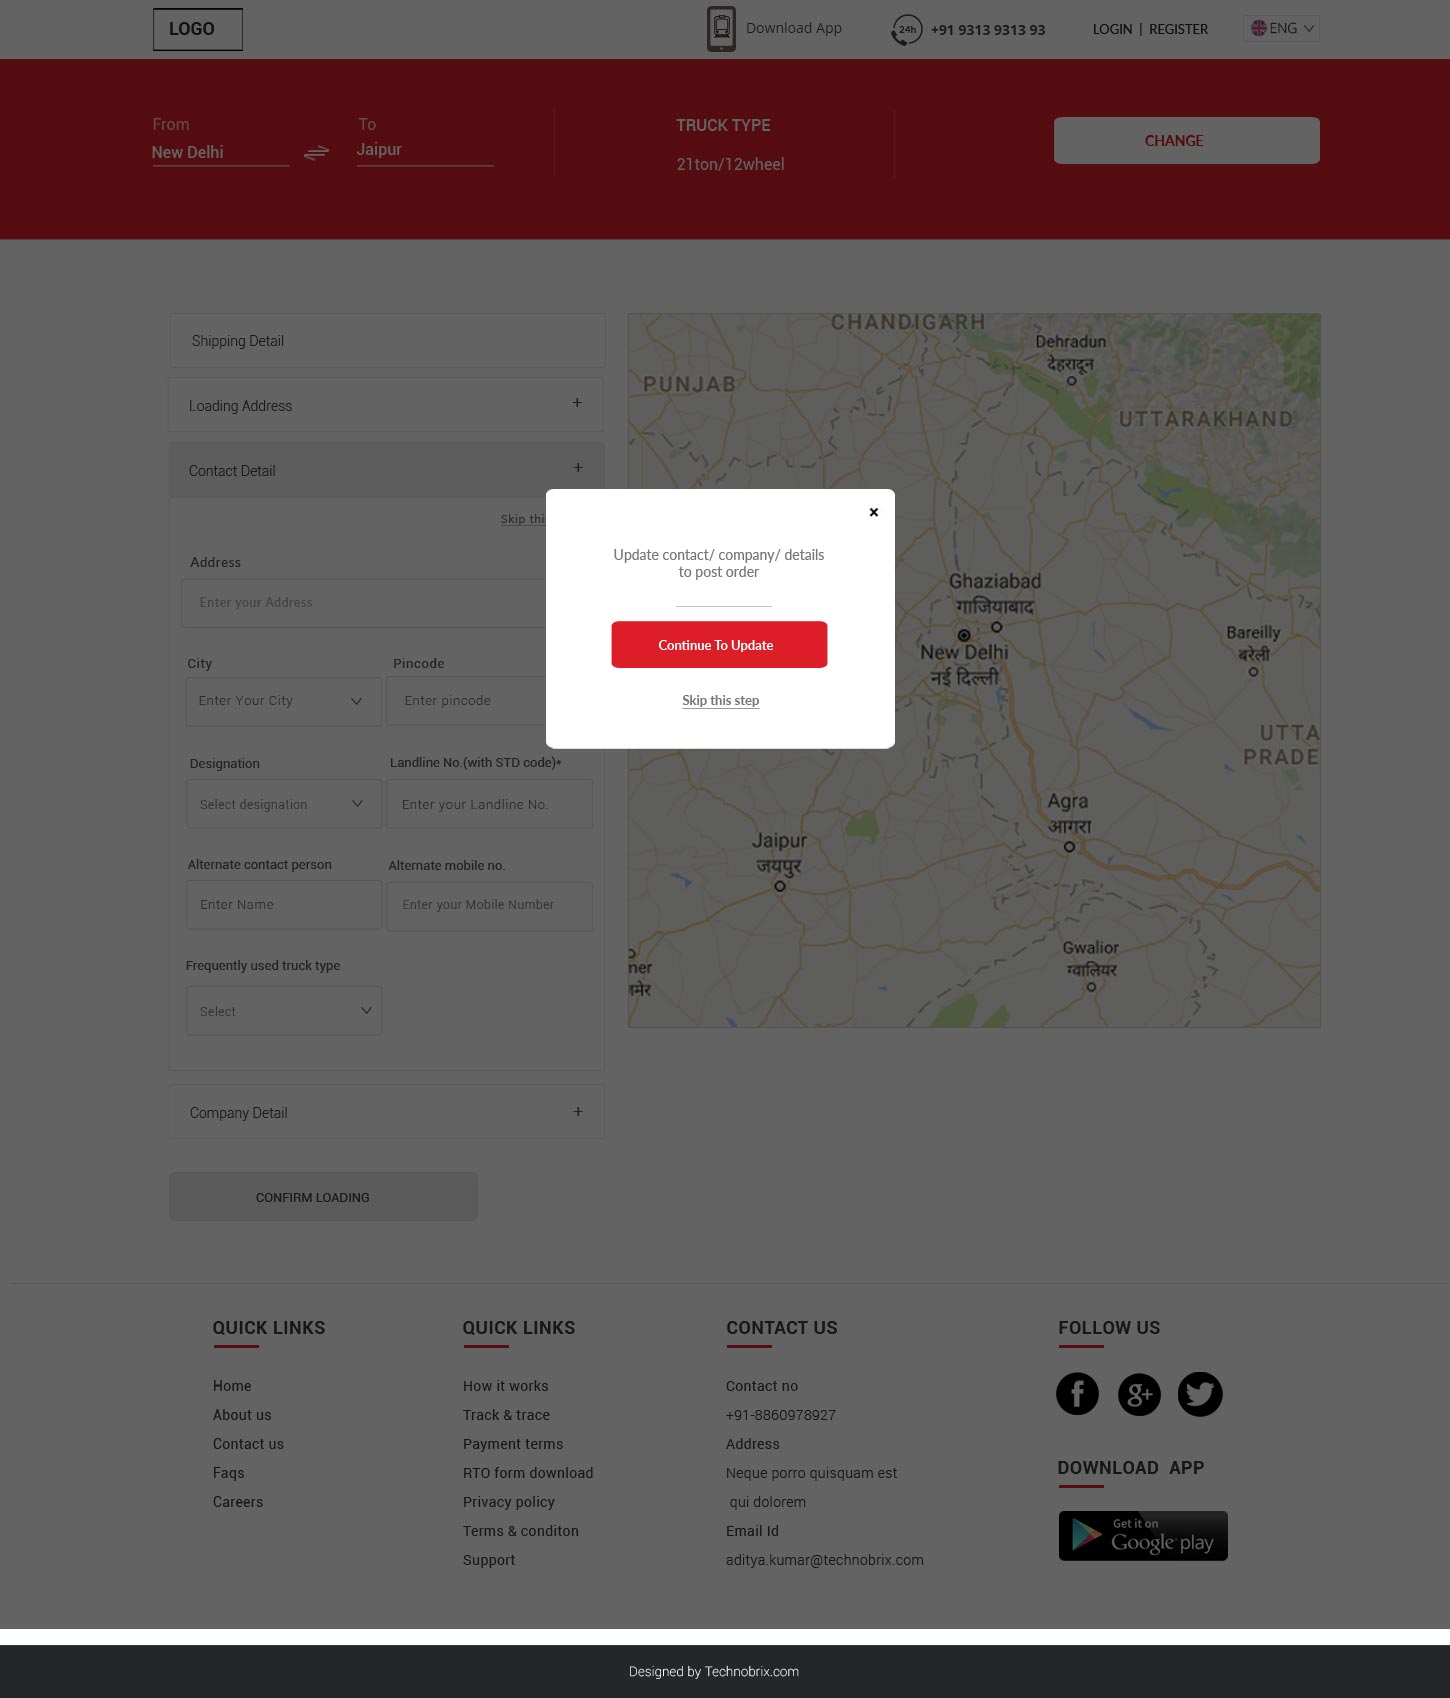 LOGO
Download App
24h
+91 9313 9313 93
LOGIN | REGISTER
ENG
From
New Delhi
To
Jaipur
TRUCK TYPE
21ton/12wheel
CHANGE
Shipping Detail
Loading Address
+
Contact Detail
+
Skip thi
Address
Enter your Address
City
Pincode
Enter Your City
Enter pincode
Designation
Landline No.(with STD code)*
Select designation
Enter your Landline No.
Alternate contact person
Alternate mobile no.
Enter Name
Enter your Mobile Number
Frequently used truck type
Select
Company Detail
+
CONFIRM LOADING
×
Update contact/ company/ details
to post order
Continue To Update
Skip this step
CHANDIGARH
Dehradun
देहरादून
PUNJAB
UTTARAKHAND
Ghaziabad
गाजियाबाद
New Delhi
नई दिल्ली
Bareilly
बरेली
UTTA
PRADE
Agra
आगरा
Jaipur
जयपुर
Gwalior
ग्वालियर
mer
जमेर
QUICK LINKS
Home
About us
Contact us
Faqs
Careers
QUICK LINKS
How it works
Track & trace
Payment terms
RTO form download
Privacy policy
Terms & conditon
Support
CONTACT US
Contact no
+91-8860978927
Address
Neque porro quisquam est
qui dolorem
Email Id
aditya.kumar@technobrix.com
FOLLOW US
f
g+
DOWNLOAD APP
Get it on
Google play
Designed by Technobrix.com